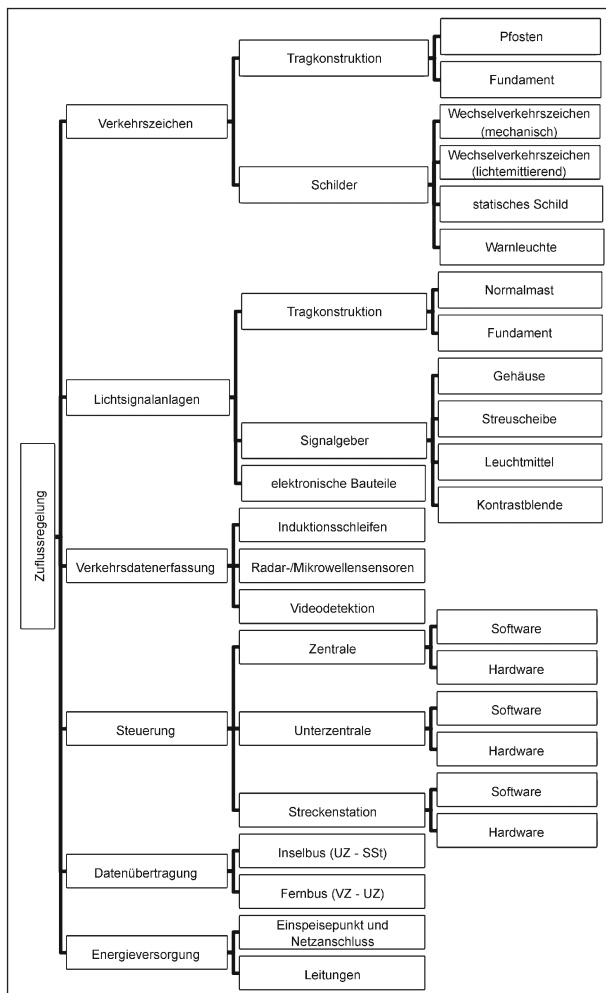 Zuflussregelung
Verkehrszeichen
Tragkonstruktion
Pfosten
Fundament
Schilder
Wechselverkehrszeichen
(mechanisch)
Wechselverkehrszeichen
(lichtemittierend)
statisches Schild
Warnleuchte
Lichtsignalanlagen
Tragkonstruktion
Normalmast
Fundament
Signalgeber
Gehäuse
Streuscheibe
Leuchtmittel
Kontrastblende
elektronische Bauteile
Verkehrsdatenerfassung
Induktionsschleifen
Radar-/Mikrowellensensoren
Videodetektion
Steuerung
Zentrale
Software
Hardware
Unterzentrale
Software
Hardware
Streckenstation
Software
Hardware
Datenübertragung
Inselbus (UZ - SSt)
Fernbus (VZ - UZ)
Energieversorgung
Einspeisepunkt und
Netzanschluss
Leitungen